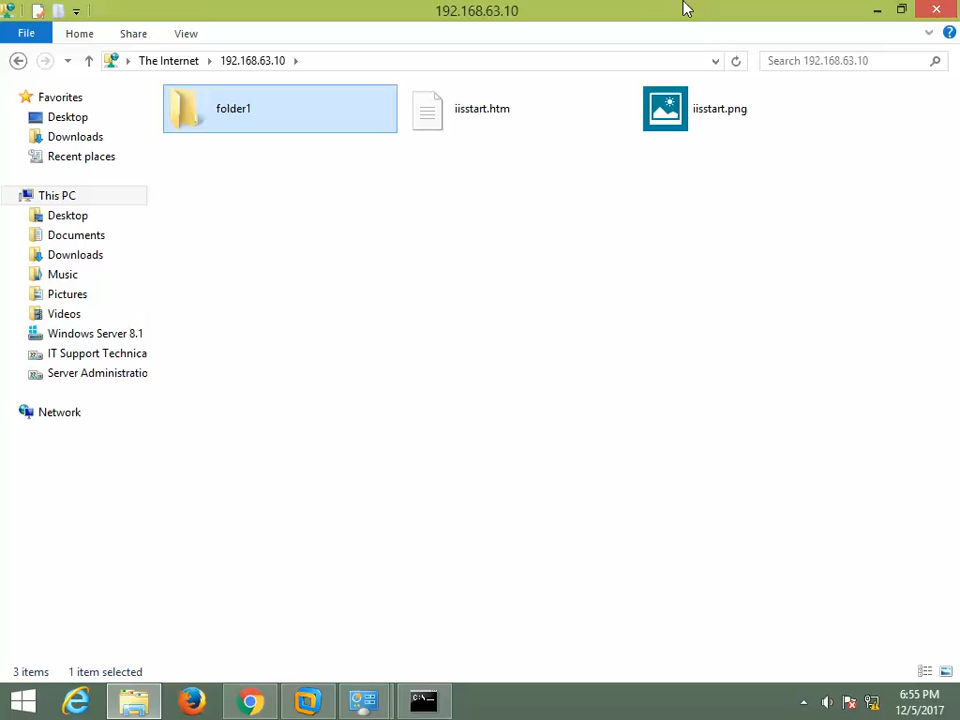 192.168.63.10
File Home Share View
The Internet 192.168.63.10 Search 192.168.63.10
Favorites
Desktop
Downloads
Recent places
This PC
Desktop
Documents
Downloads
Music
Pictures
Videos
Windows Server 8.1
IT Support Technica
Server Administratio
Network
folder1 iisstart.htm iisstart.png
3 items 1 item selected
6:55 PM
12/5/2017